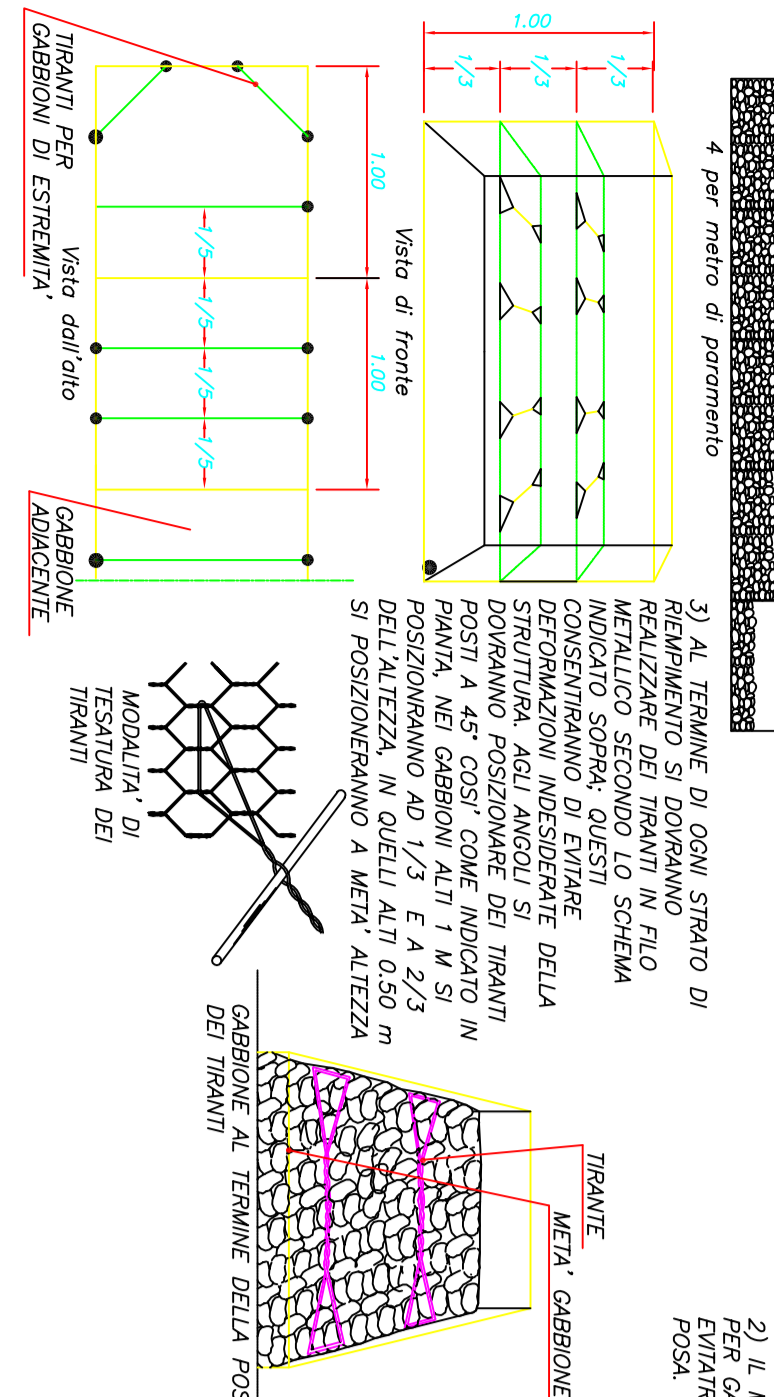 4 per metro di paramento
1.00
1/3
1/3
1/3
Vista di fronte
1.00
1.00
1/5
1/5
1/5
1/5
Vista dall'alto
TIRANTI PER
GABBIONI DI ESTREMITA'
GABBIONE
ADIACENTE
3) AL TERMINE DI OGNI STRATO DI
RIEMPIMENTO SI DOVRANNO
REALIZZARE DEI TIRANTI IN FILO
METALLICO SECONDO LO SCHEMA
INDICATO SOPRA; QUESTI
CONSENTIRANNO DI EVITARE
DEFORMAZIONI INDESIDERATE DELLA
STRUTTURA. AGLI ANGOLI SI
DOVRANNO POSIZIONARE DEI TIRANTI
POSTI A 45° COSI' COME INDICATO IN
PIANTA, NEI GABBIONI ALTI 1 M SI
POSIZIONRANNO AD 1/3 E A 2/3
DELL'ALTEZZA, IN QUELLI ALTI 0.50 m
SI POSIZIONERANNO A META' ALTEZZA
MODALITA' DI
TESATURA DEI
TIRANTI
TIRANTE
META' GABBIONE
GABBIONE AL TERMINE DELLA POS
DEI TIRANTI
2) IL
PER GA
EVITATR
POSA.